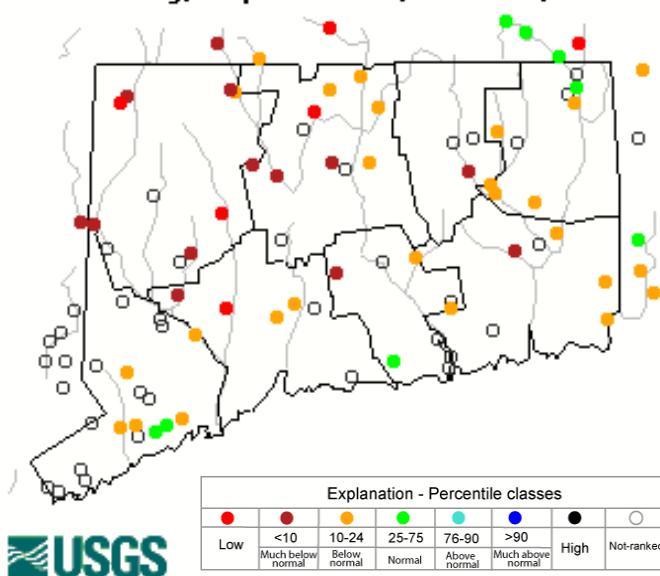 Explanation - Percentile classes
Low
<10
Much below normal
10-24
Below normal
25-75
Normal
76-90
Above normal
>90
Much above normal
High
Not-ranked
USGS